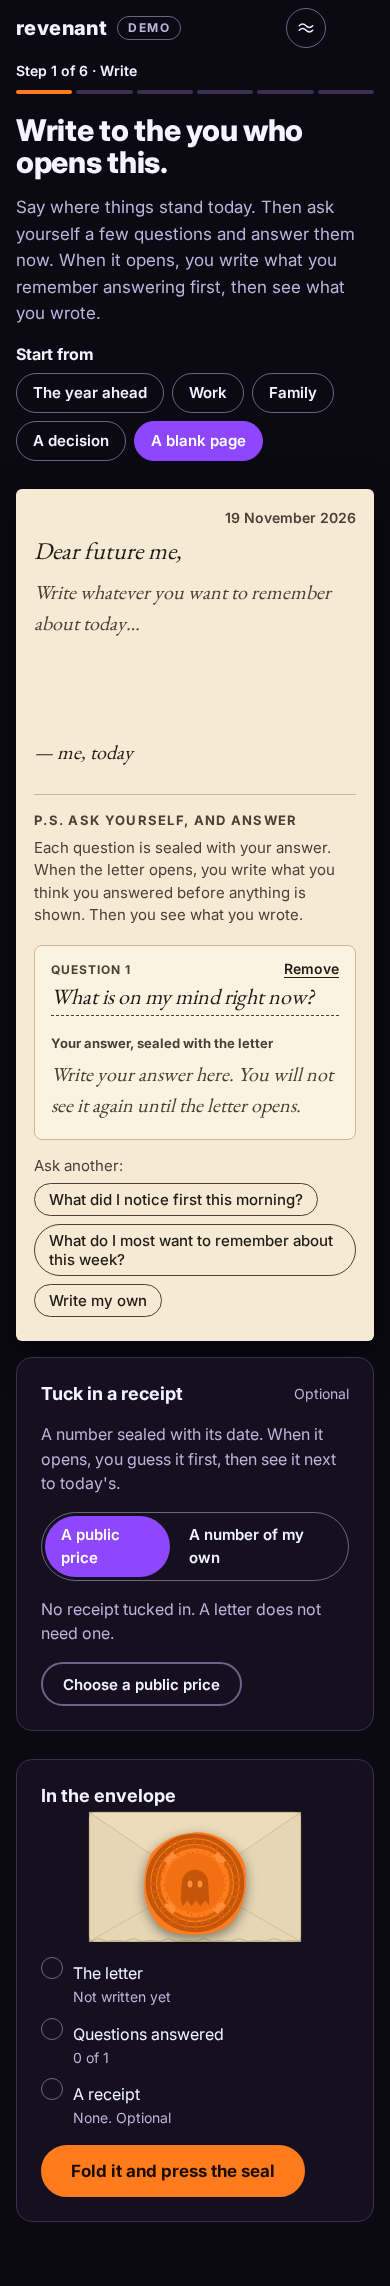 revenant DEMO
Step 1 of 6 · Write
Write to the you who
opens this.
Say where things stand today. Then ask
yourself a few questions and answer them
now. When it opens, you write what you
remember answering first, then see what
you wrote.
Start from
The year ahead Work Family
A decision A blank page
19 November 2026
Dear future me,
Write whatever you want to remember
about today...
— me, today
P.S. ASK YOURSELF, AND ANSWER
Each question is sealed with your answer.
When the letter opens, you write what you
think you answered before anything is
shown. Then you see what you wrote.
QUESTION 1 Remove
What is on my mind right now?
Your answer, sealed with the letter
Write your answer here. You will not
see it again until the letter opens.
Ask another:
What did I notice first this morning?
What do I most want to remember about
this week?
Write my own
Tuck in a receipt Optional
A number sealed with its date. When it
opens, you guess it first, then see it next
to today's.
A public
price
A number of my
own
No receipt tucked in. A letter does not
need one.
Choose a public price
In the envelope
The letter
Not written yet
Questions answered
0 of 1
A receipt
None. Optional
Fold it and press the seal